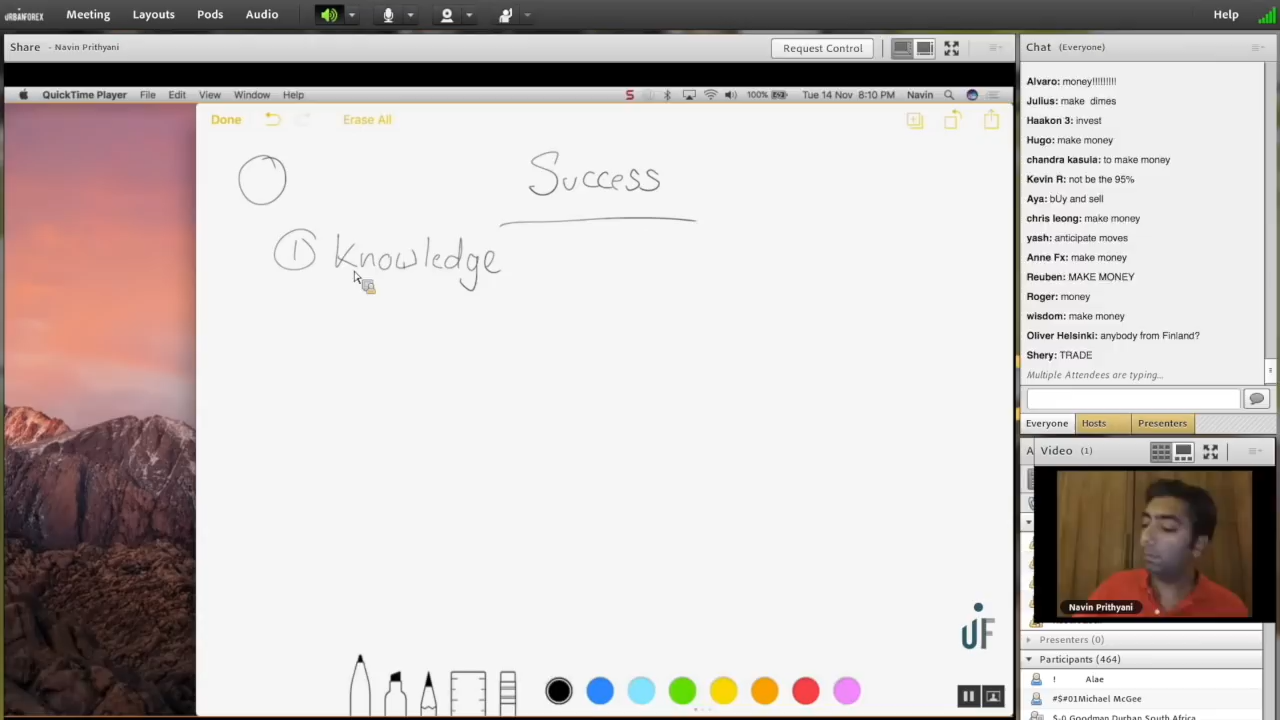 URBANFOREX Meeting Layouts Pods Audio Help
Share - Navin Prithyani Request Control
QuickTime Player File Edit View Window Help S 100% Tue 14 Nov 8:10 PM Navin
Done Erase All
Success
1 Knowledge
UF
Chat (Everyone)
Alvaro: money!!!!!!!!!
Julius: make dimes
Haakon 3: invest
Hugo: make money
chandra kasula: to make money
Kevin R: not be the 95%
Aya: bUy and sell
chris leong: make money
yash: anticipate moves
Anne Fx: make money
Reuben: MAKE MONEY
Roger: money
wisdom: make money
Oliver Helsinki: anybody from Finland?
Shery: TRADE
Multiple Attendees are typing...
Everyone Hosts Presenters
A Video (1)
Navin Prithyani
Presenters (0)
Participants (464)
! Alae
#$#01Michael McGee
$-0 Goodman Durban South Africa